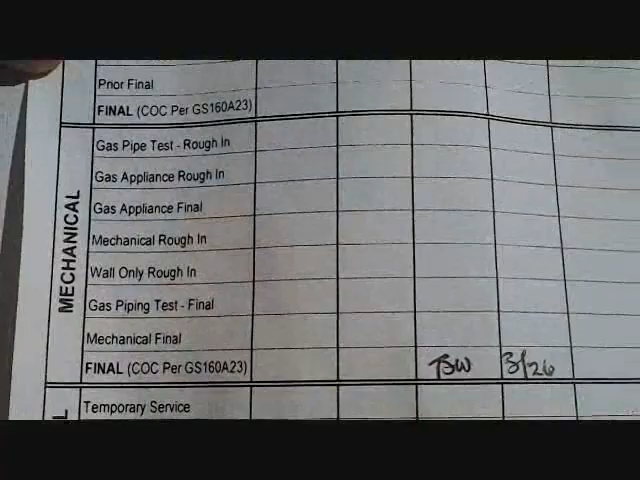 Prior Final
FINAL (COC Per GS160A23)
MECHANICAL
Gas Pipe Test - Rough In
Gas Appliance Rough In
Gas Appliance Final
Mechanical Rough In
Wall Only Rough In
Gas Piping Test - Final
Mechanical Final
FINAL (COC Per GS160A23) TSW 3/26
L
Temporary Service